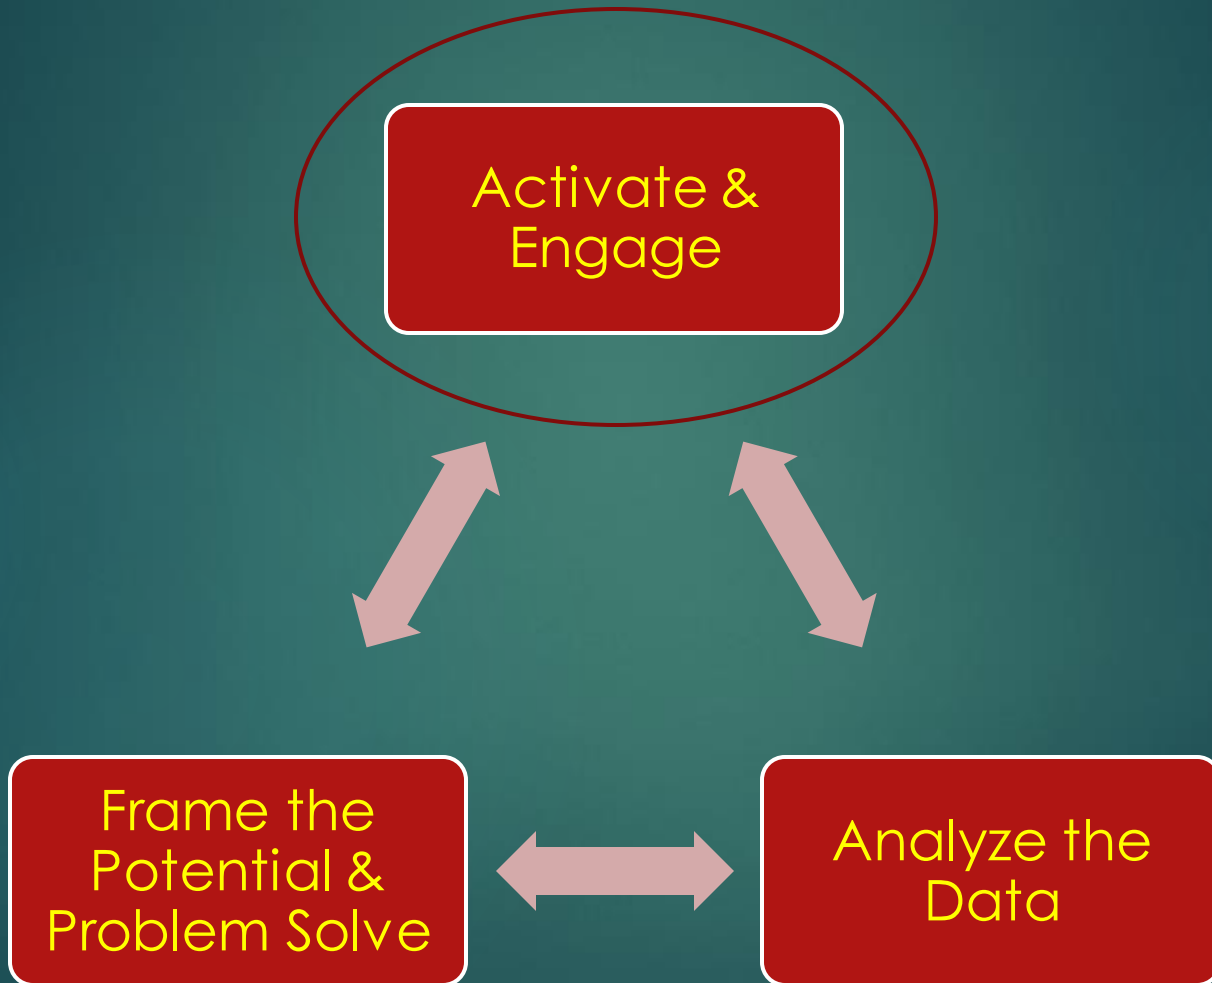 Activate &
Engage
Frame the
Potential &
Problem Solve
Analyze the
Data